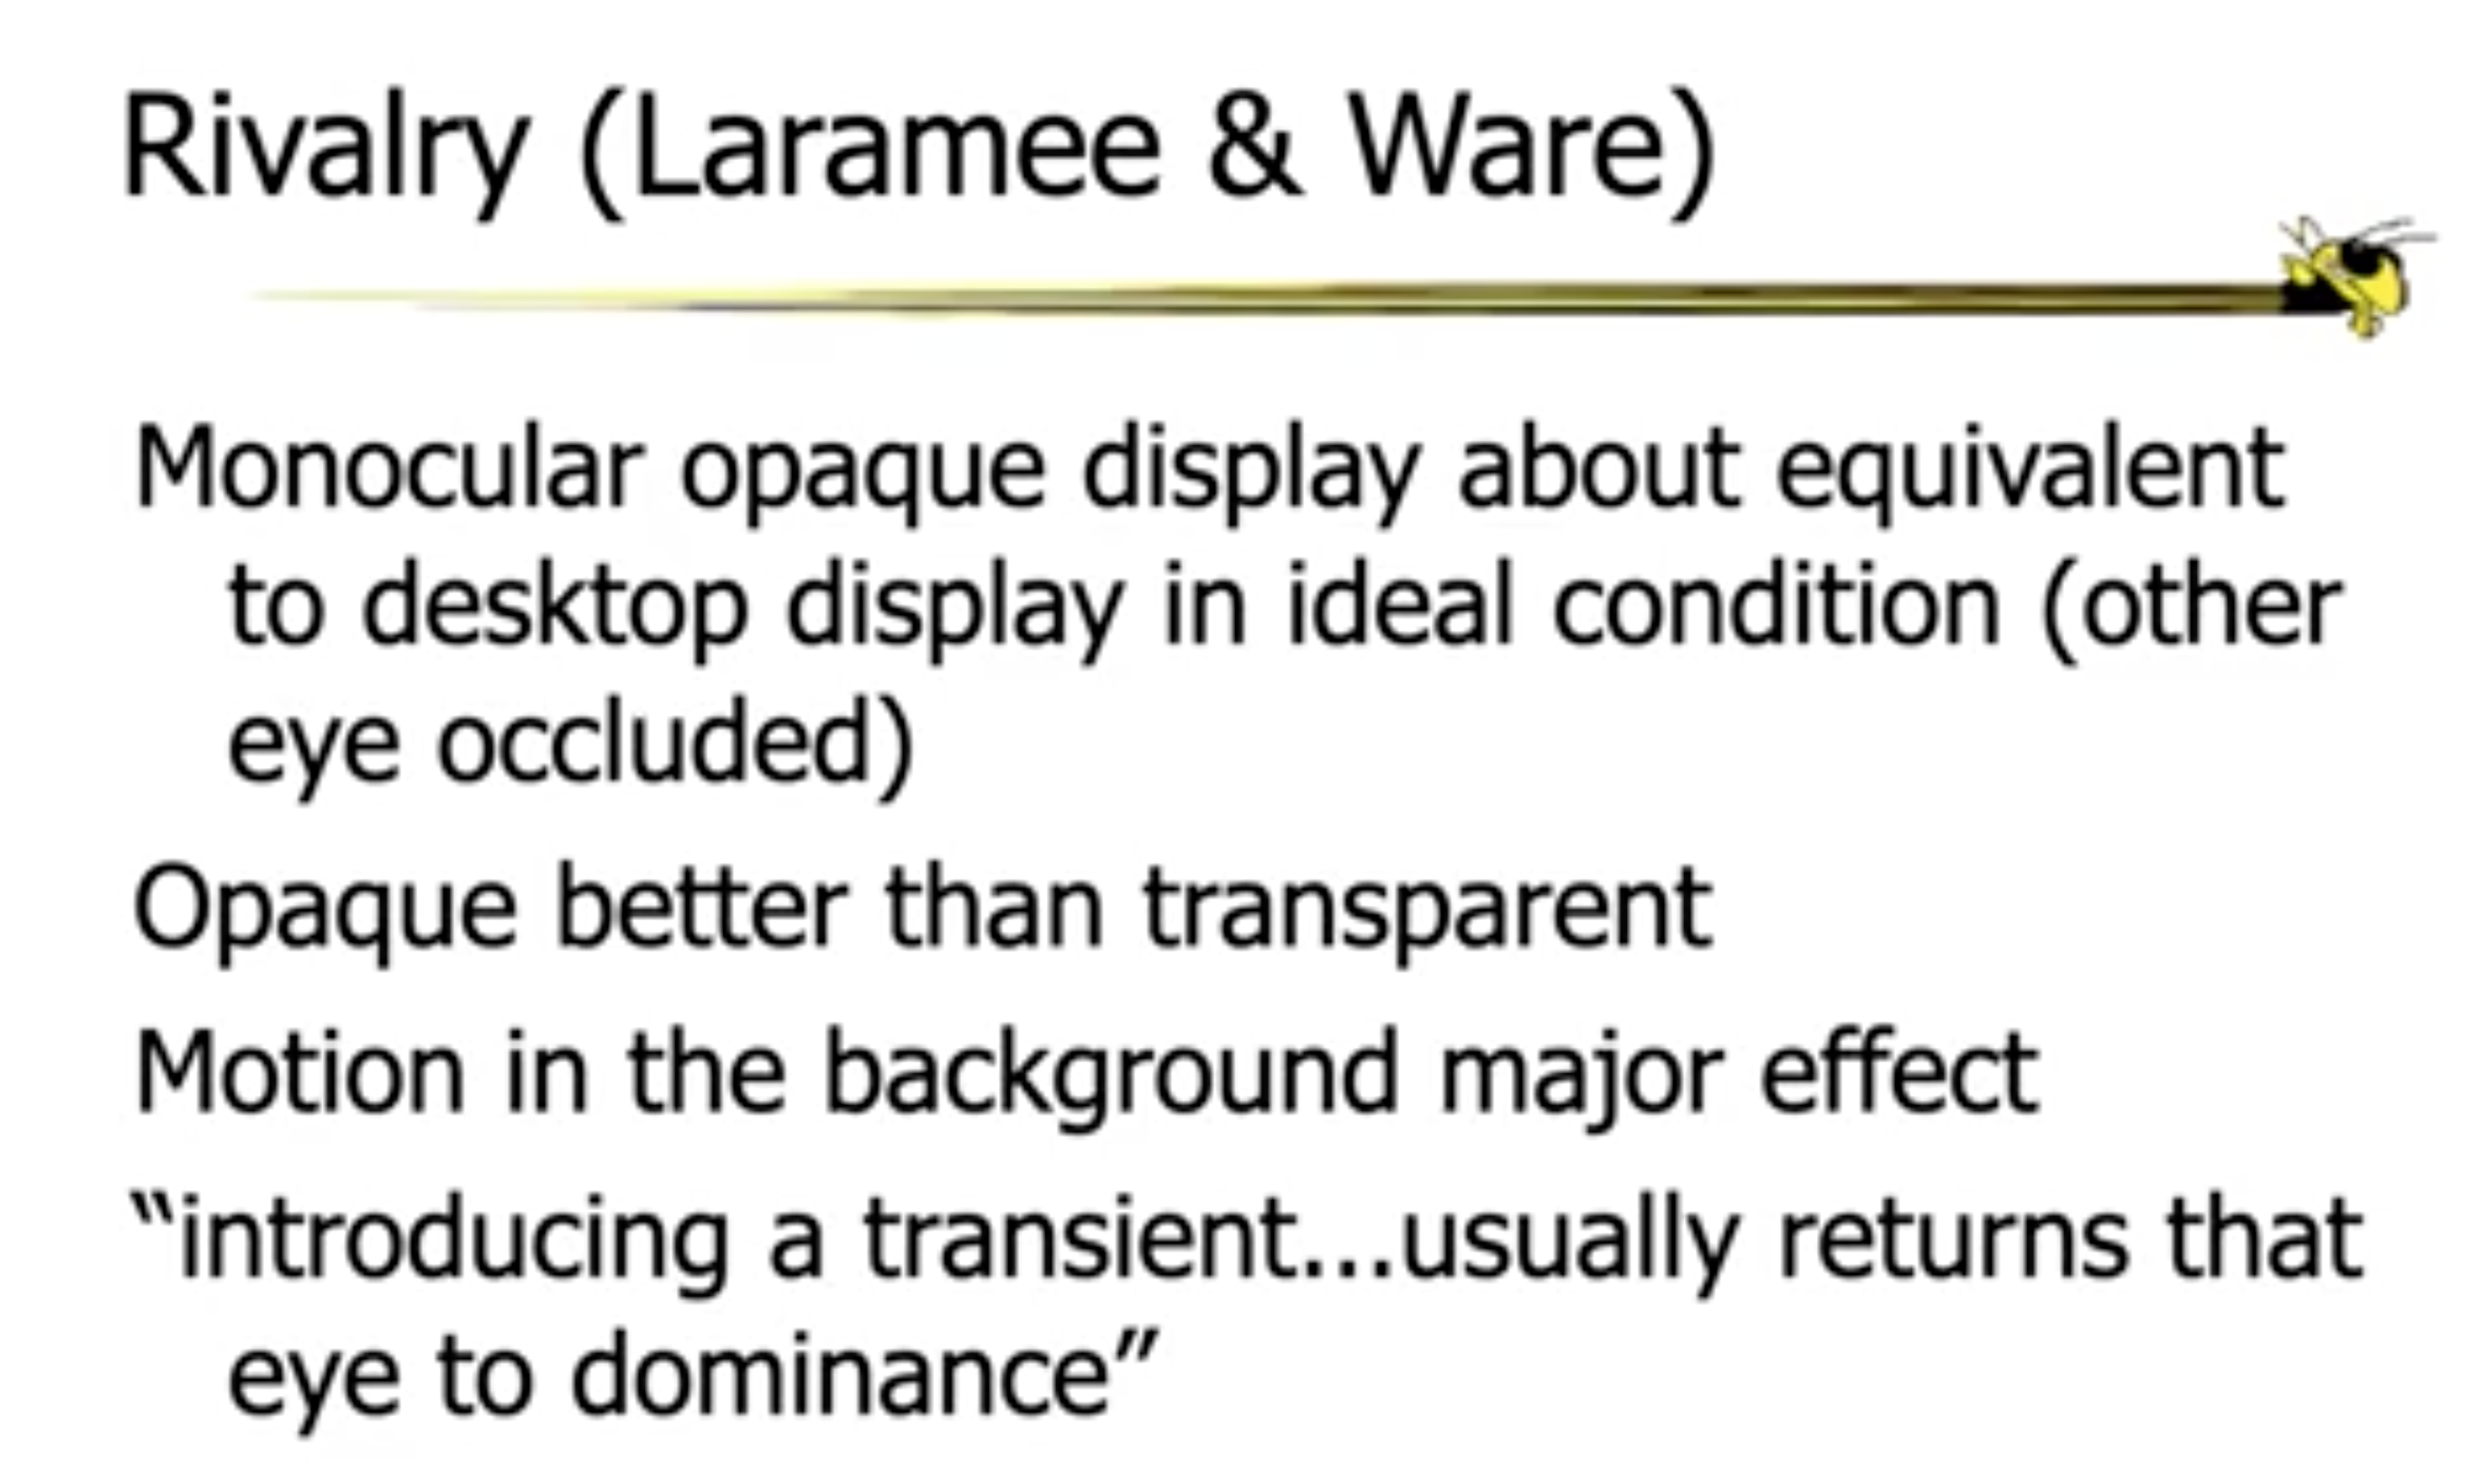 Rivalry (Laramee & Ware)
Monocular opaque display about equivalent
to desktop display in ideal condition (other
eye occluded)
Opaque better than transparent
Motion in the background major effect
“introducing a transient...usually returns that
eye to dominance”